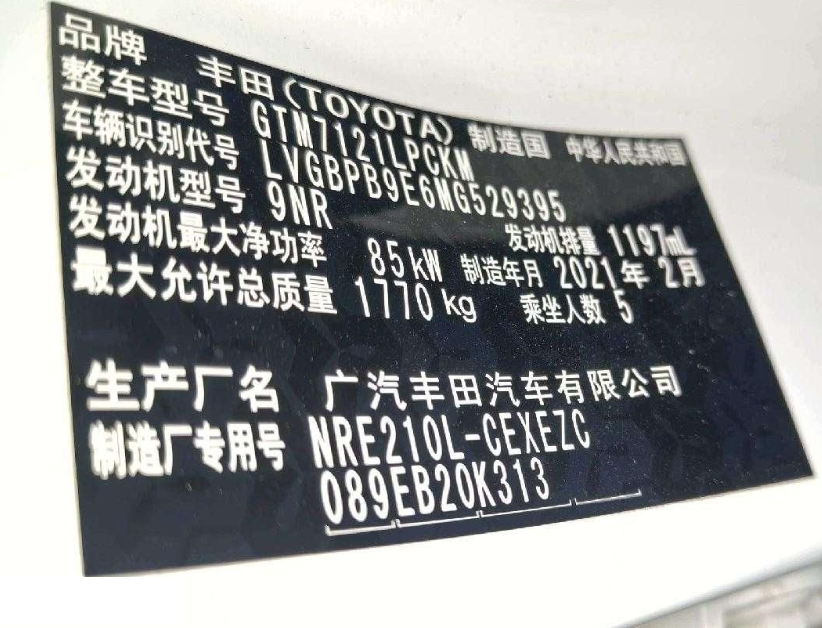 品牌 丰田(TOYOTA) 制造国 中华人民共和国
整车型号 GTM7121LPCKM
车辆识别代号 LVGBPB9E6MG529395
发动机型号 9NR 发动机排量 1197mL
发动机最大净功率 85kW 制造年月 2021年 2月
最大允许总质量 1770kg 乘坐人数 5
生产厂名 广汽丰田汽车有限公司
制造厂专用号 NRE210L-CEXEZC
089EB20K313